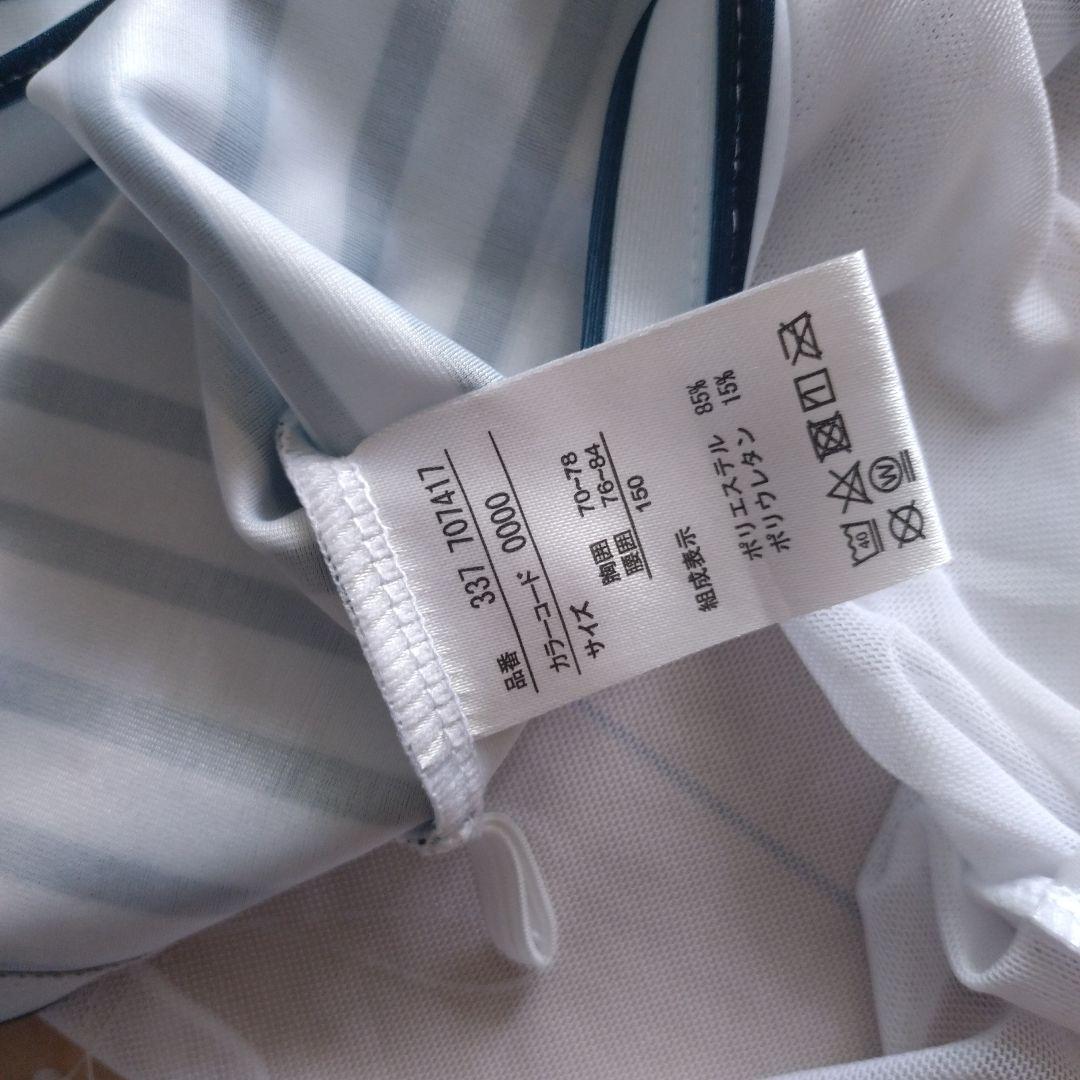 品番 337 707417
カラーコード 0000
サイズ
胸囲 70~78
腰囲 76~84
150
組成表示
ポリエステル 85%
ポリウレタン 15%
40
W